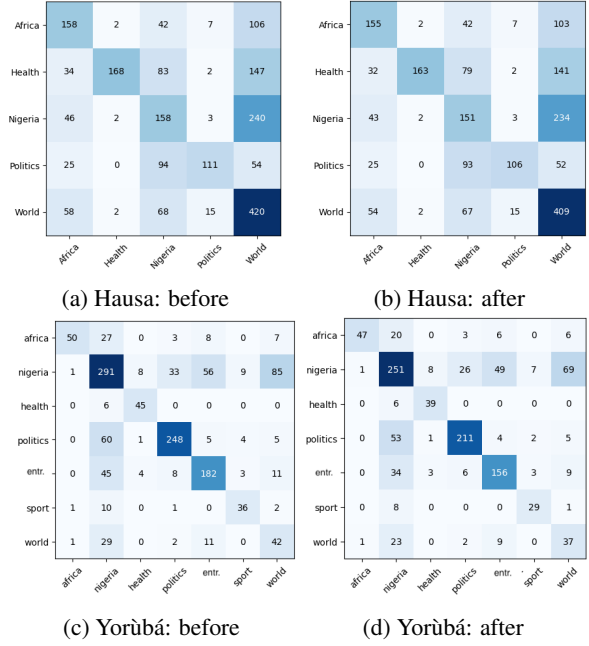 Africa 158 2 42 7 106
Health 34 168 83 2 147
Nigeria 46 2 158 3 240
Politics 25 0 94 111 54
World 58 2 68 15 420
Africa Health Nigeria Politics World
(a) Hausa: before
Africa 155 2 42 7 103
Health 32 163 79 2 141
Nigeria 43 2 151 3 234
Politics 25 0 93 106 52
World 54 2 67 15 409
Africa Health Nigeria Politics World
(b) Hausa: after
africa 50 27 0 3 8 0 7
nigeria 1 291 8 33 56 9 85
health 0 6 45 0 0 0 0
politics 0 60 1 248 5 4 5
entr. 0 45 4 8 182 3 11
sport 1 10 0 1 0 36 2
world 1 29 0 2 11 0 42
africa nigeria health politics entr. sport world
(c) Yorùbá: before
africa 47 20 0 3 6 0 6
nigeria 1 251 8 26 49 7 69
health 0 6 39 0 0 0 0
politics 0 53 1 211 4 2 5
entr. 0 34 3 6 156 3 9
sport 0 8 0 0 0 29 1
world 1 23 0 2 9 0 37
africa nigeria health politics entr. sport world
(d) Yorùbá: after